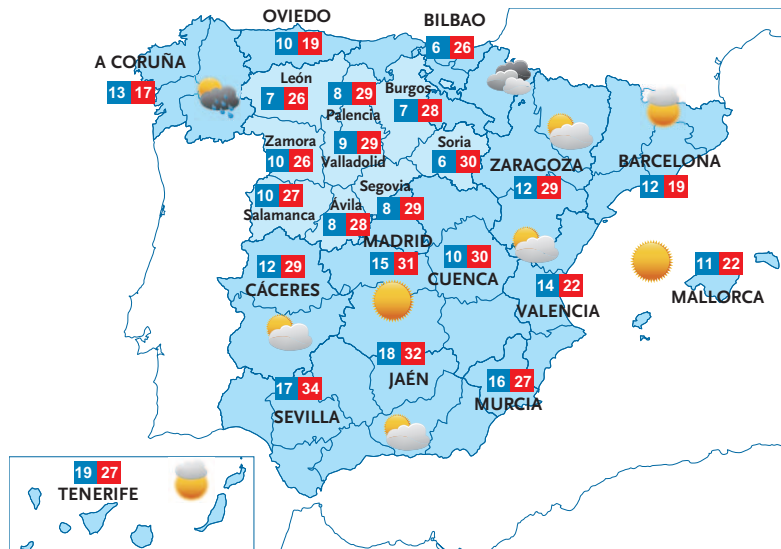 OVIEDO
10 19
BILBAO
6 26
A CORUÑA
13 17
León
7 26
8 29
Palencia
Burgos
7 28
9 29
Valladolid
Zamora
10 26
Soria
6 30
ZARAGOZA
12 29
BARCELONA
12 19
10 27
Salamanca
Segovia
8 29
Ávila
8 28
MADRID
15 31
10 30
CUENCA
12 29
CÁCERES
14 22
VALENCIA
11 22
MALLORCA
18 32
JAÉN
16 27
MURCIA
17 34
SEVILLA
19 27
TENERIFE